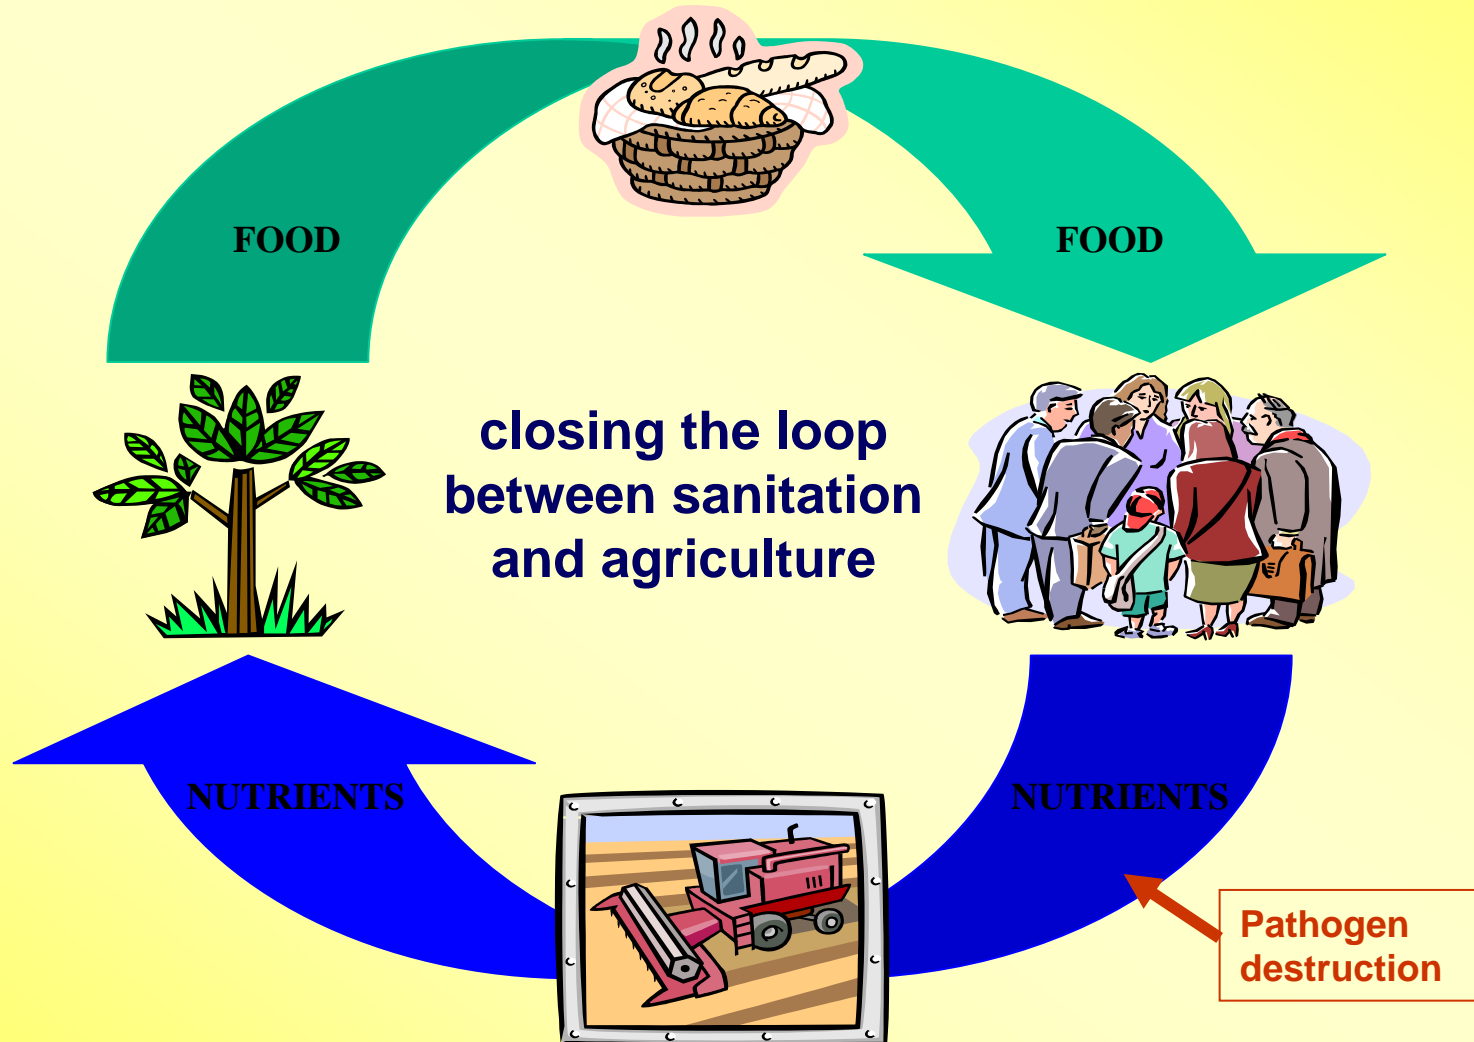 FOOD
FOOD
closing the loop
between sanitation
and agriculture
NUTRIENTS
NUTRIENTS
Pathogen
destruction